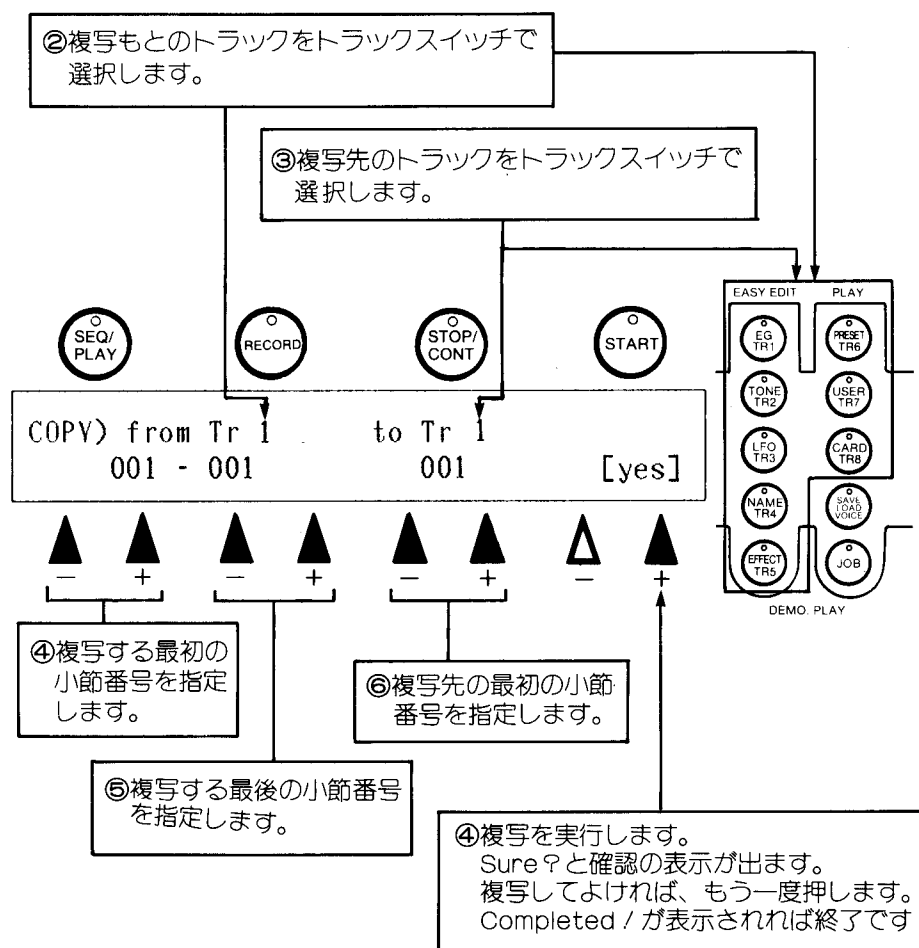 ②複写もとのトラックをトラックスイッチで
選択します。
③複写先のトラックをトラックスイッチで
選択します。
EASY EDIT PLAY
SEQ/
PLAY
RECORD
STOP/
CONT
START
EG
TR1
PRESET
TR6
TONE
TR2
USER
TR7
LFO
TR3
CARD
TR8
NAME
TR4
SAVE
LOAD
VOICE
EFFECT
TR5
JOB
DEMO. PLAY
COPY) from Tr 1 to Tr 1
001 - 001 001 [yes]
− + − + − + − +
④複写する最初の
小節番号を指定
します。
⑥複写先の最初の小節
番号を指定します。
⑤複写する最後の小節番号
を指定します。
④複写を実行します。
Sure?と確認の表示が出ます。
複写してよければ、もう一度押します。
Completed / が表示されれば終了です